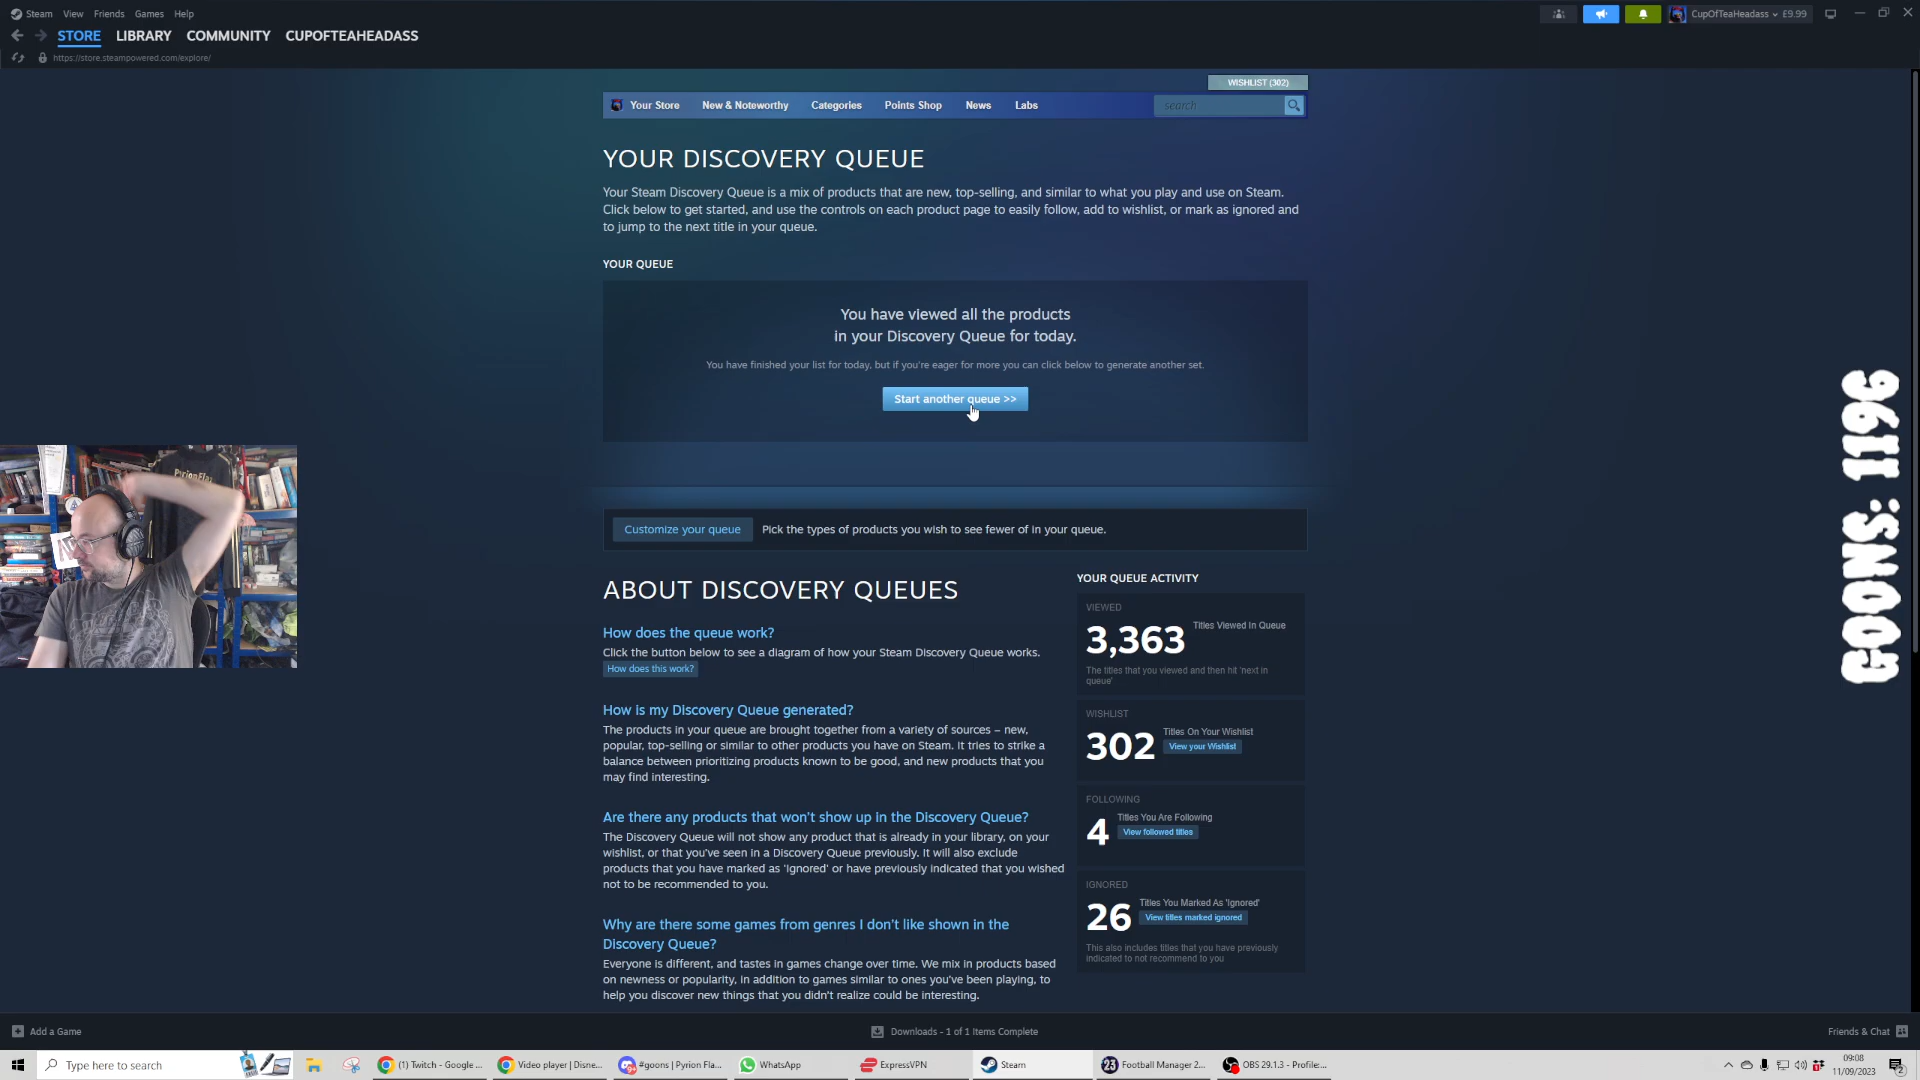 Steam View Friends Games Help
CupOfTeaHeadass £9.99
STORE LIBRARY COMMUNITY CUPOFTEAHEADASS
https://store.steampowered.com/explore/
WISHLIST (302)
Your Store New & Noteworthy Categories Points Shop News Labs
search
YOUR DISCOVERY QUEUE
Your Steam Discovery Queue is a mix of products that are new, top-selling, and similar to what you play and use on Steam.
Click below to get started, and use the controls on each product page to easily follow, add to wishlist, or mark as ignored and
to jump to the next title in your queue.
YOUR QUEUE
You have viewed all the products
in your Discovery Queue for today.
You have finished your list for today, but if you're eager for more you can click below to generate another set.
Start another queue >>
Customize your queue Pick the types of products you wish to see fewer of in your queue.
ABOUT DISCOVERY QUEUES
How does the queue work?
Click the button below to see a diagram of how your Steam Discovery Queue works.
How does this work?
How is my Discovery Queue generated?
The products in your queue are brought together from a variety of sources – new,
popular, top-selling or similar to other products you have on Steam. It tries to strike a
balance between prioritizing products known to be good, and new products that you
may find interesting.
Are there any products that won't show up in the Discovery Queue?
The Discovery Queue will not show any product that is already in your library, on your
wishlist, or that you've seen in a Discovery Queue previously. It will also exclude
products that you have marked as 'Ignored' or have previously indicated that you wished
not to be recommended to you.
Why are there some games from genres I don't like shown in the
Discovery Queue?
Everyone is different, and tastes in games change over time. We mix in products based
on newness or popularity, in addition to games similar to ones you've been playing, to
help you discover new things that you didn't realize could be interesting.
YOUR QUEUE ACTIVITY
VIEWED
3,363 Titles Viewed In Queue
The titles that you viewed and then hit 'next in
queue'
WISHLIST
302 Titles On Your Wishlist
View your Wishlist
FOLLOWING
4 Titles You Are Following
View followed titles
IGNORED
26 Titles You Marked As 'Ignored'
View titles marked ignored
This also includes titles that you have previously
indicated to not recommend to you
GOONS: 1196
Pirion Flax
Add a Game
Downloads - 1 of 1 Items Complete
Friends & Chat
Type here to search
(1) Twitch - Google ...
Video player | Disne...
#goons | Pyrion Fla...
WhatsApp
ExpressVPN
Steam
23 Football Manager 2...
OBS 29.1.3 - Profile:...
09:08
11/09/2023
2